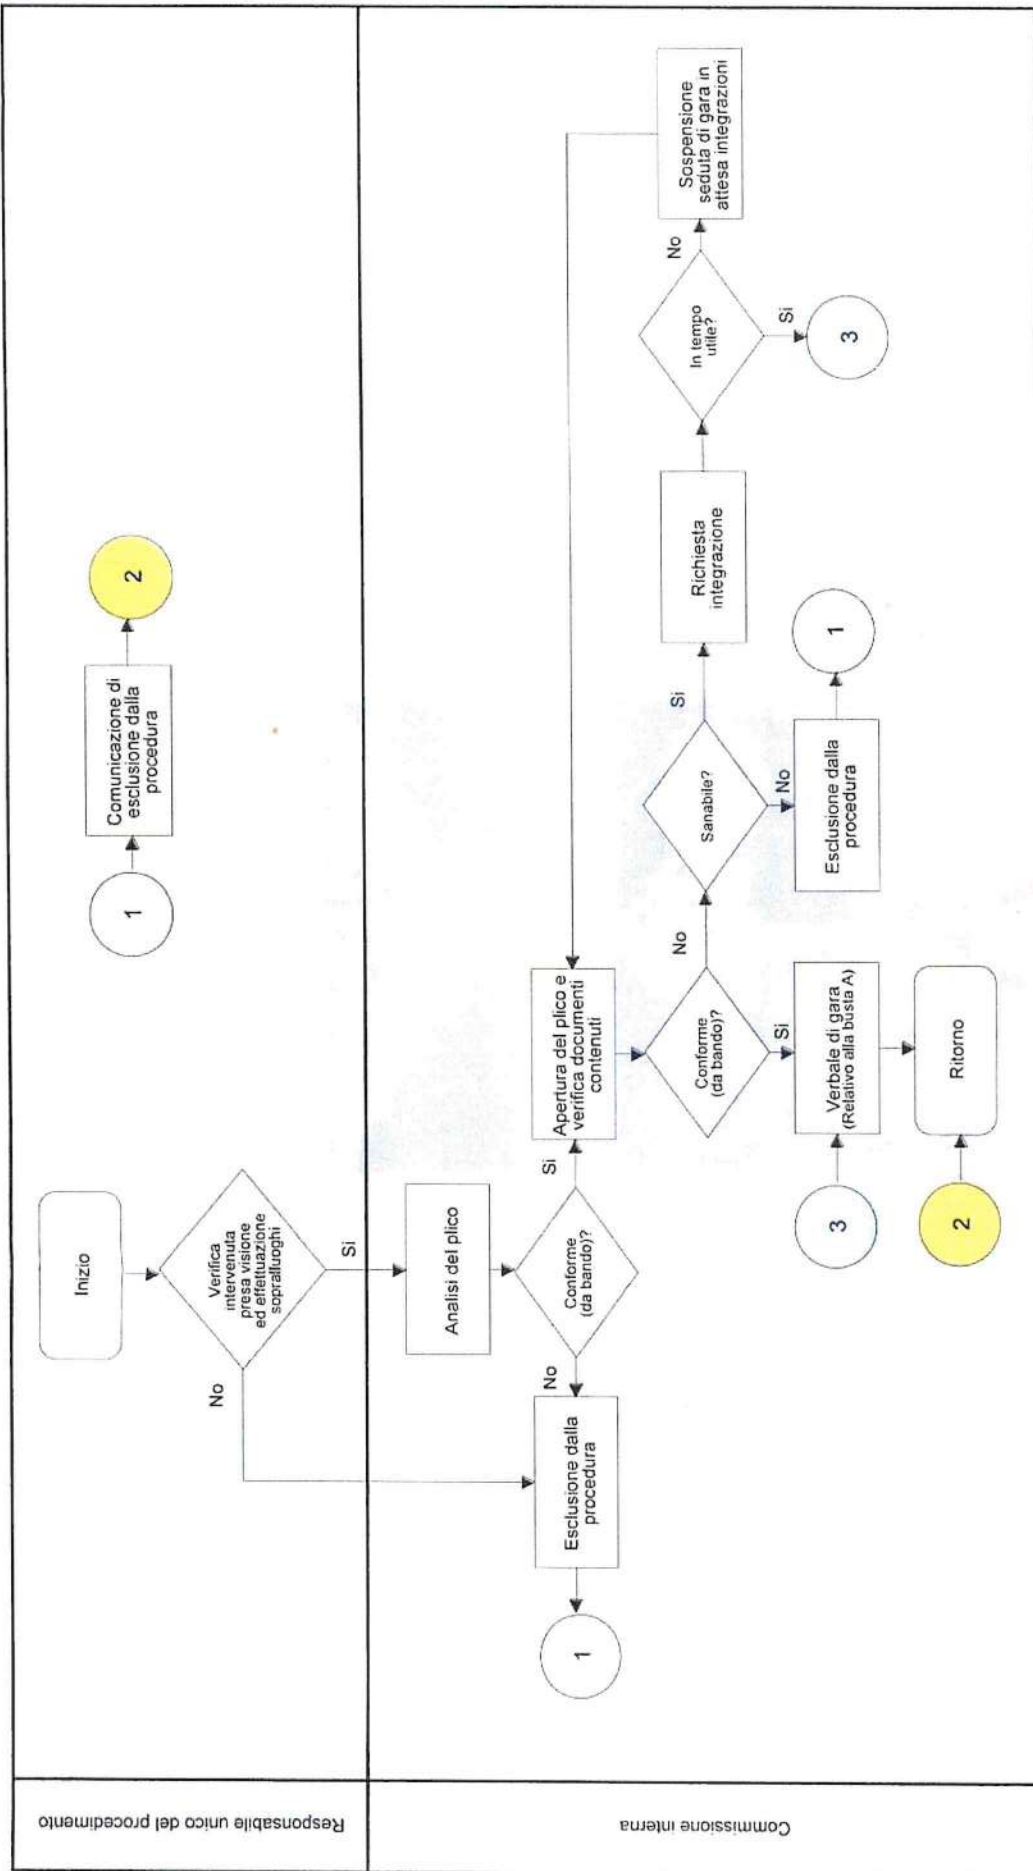 Responsabile unico del procedimento
Inizio
Verifica
intervenuta
presa visione
ed effettuazione
sopralluoghi
No
Si
1
Comunicazione di
esclusione dalla
procedura
2
Commissione interna
Analisi del plico
Conforme
(da bando)?
No
Si
Esclusione dalla
procedura
1
Apertura del plico e
verifica documenti
contenuti
Conforme
(da bando)?
No
Si
Sanabile?
Si
No
Richiesta
integrazione
In tempo
utile?
No
Si
Sospensione
seduta di gara in
attesa integrazioni
3
Esclusione dalla
procedura
1
3
Verbale di gara
(Relativo alla busta A)
2
Ritorno